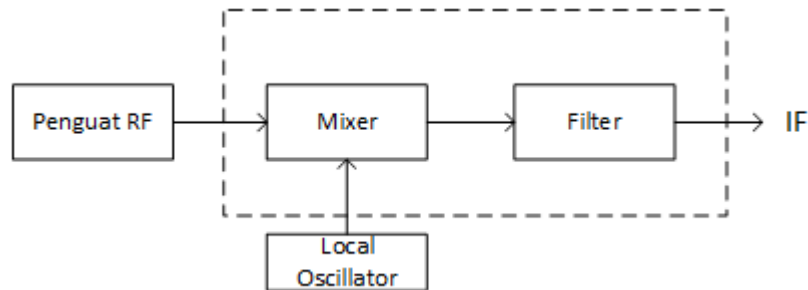 Penguat RF
Mixer
Filter
IF
Local
Oscillator